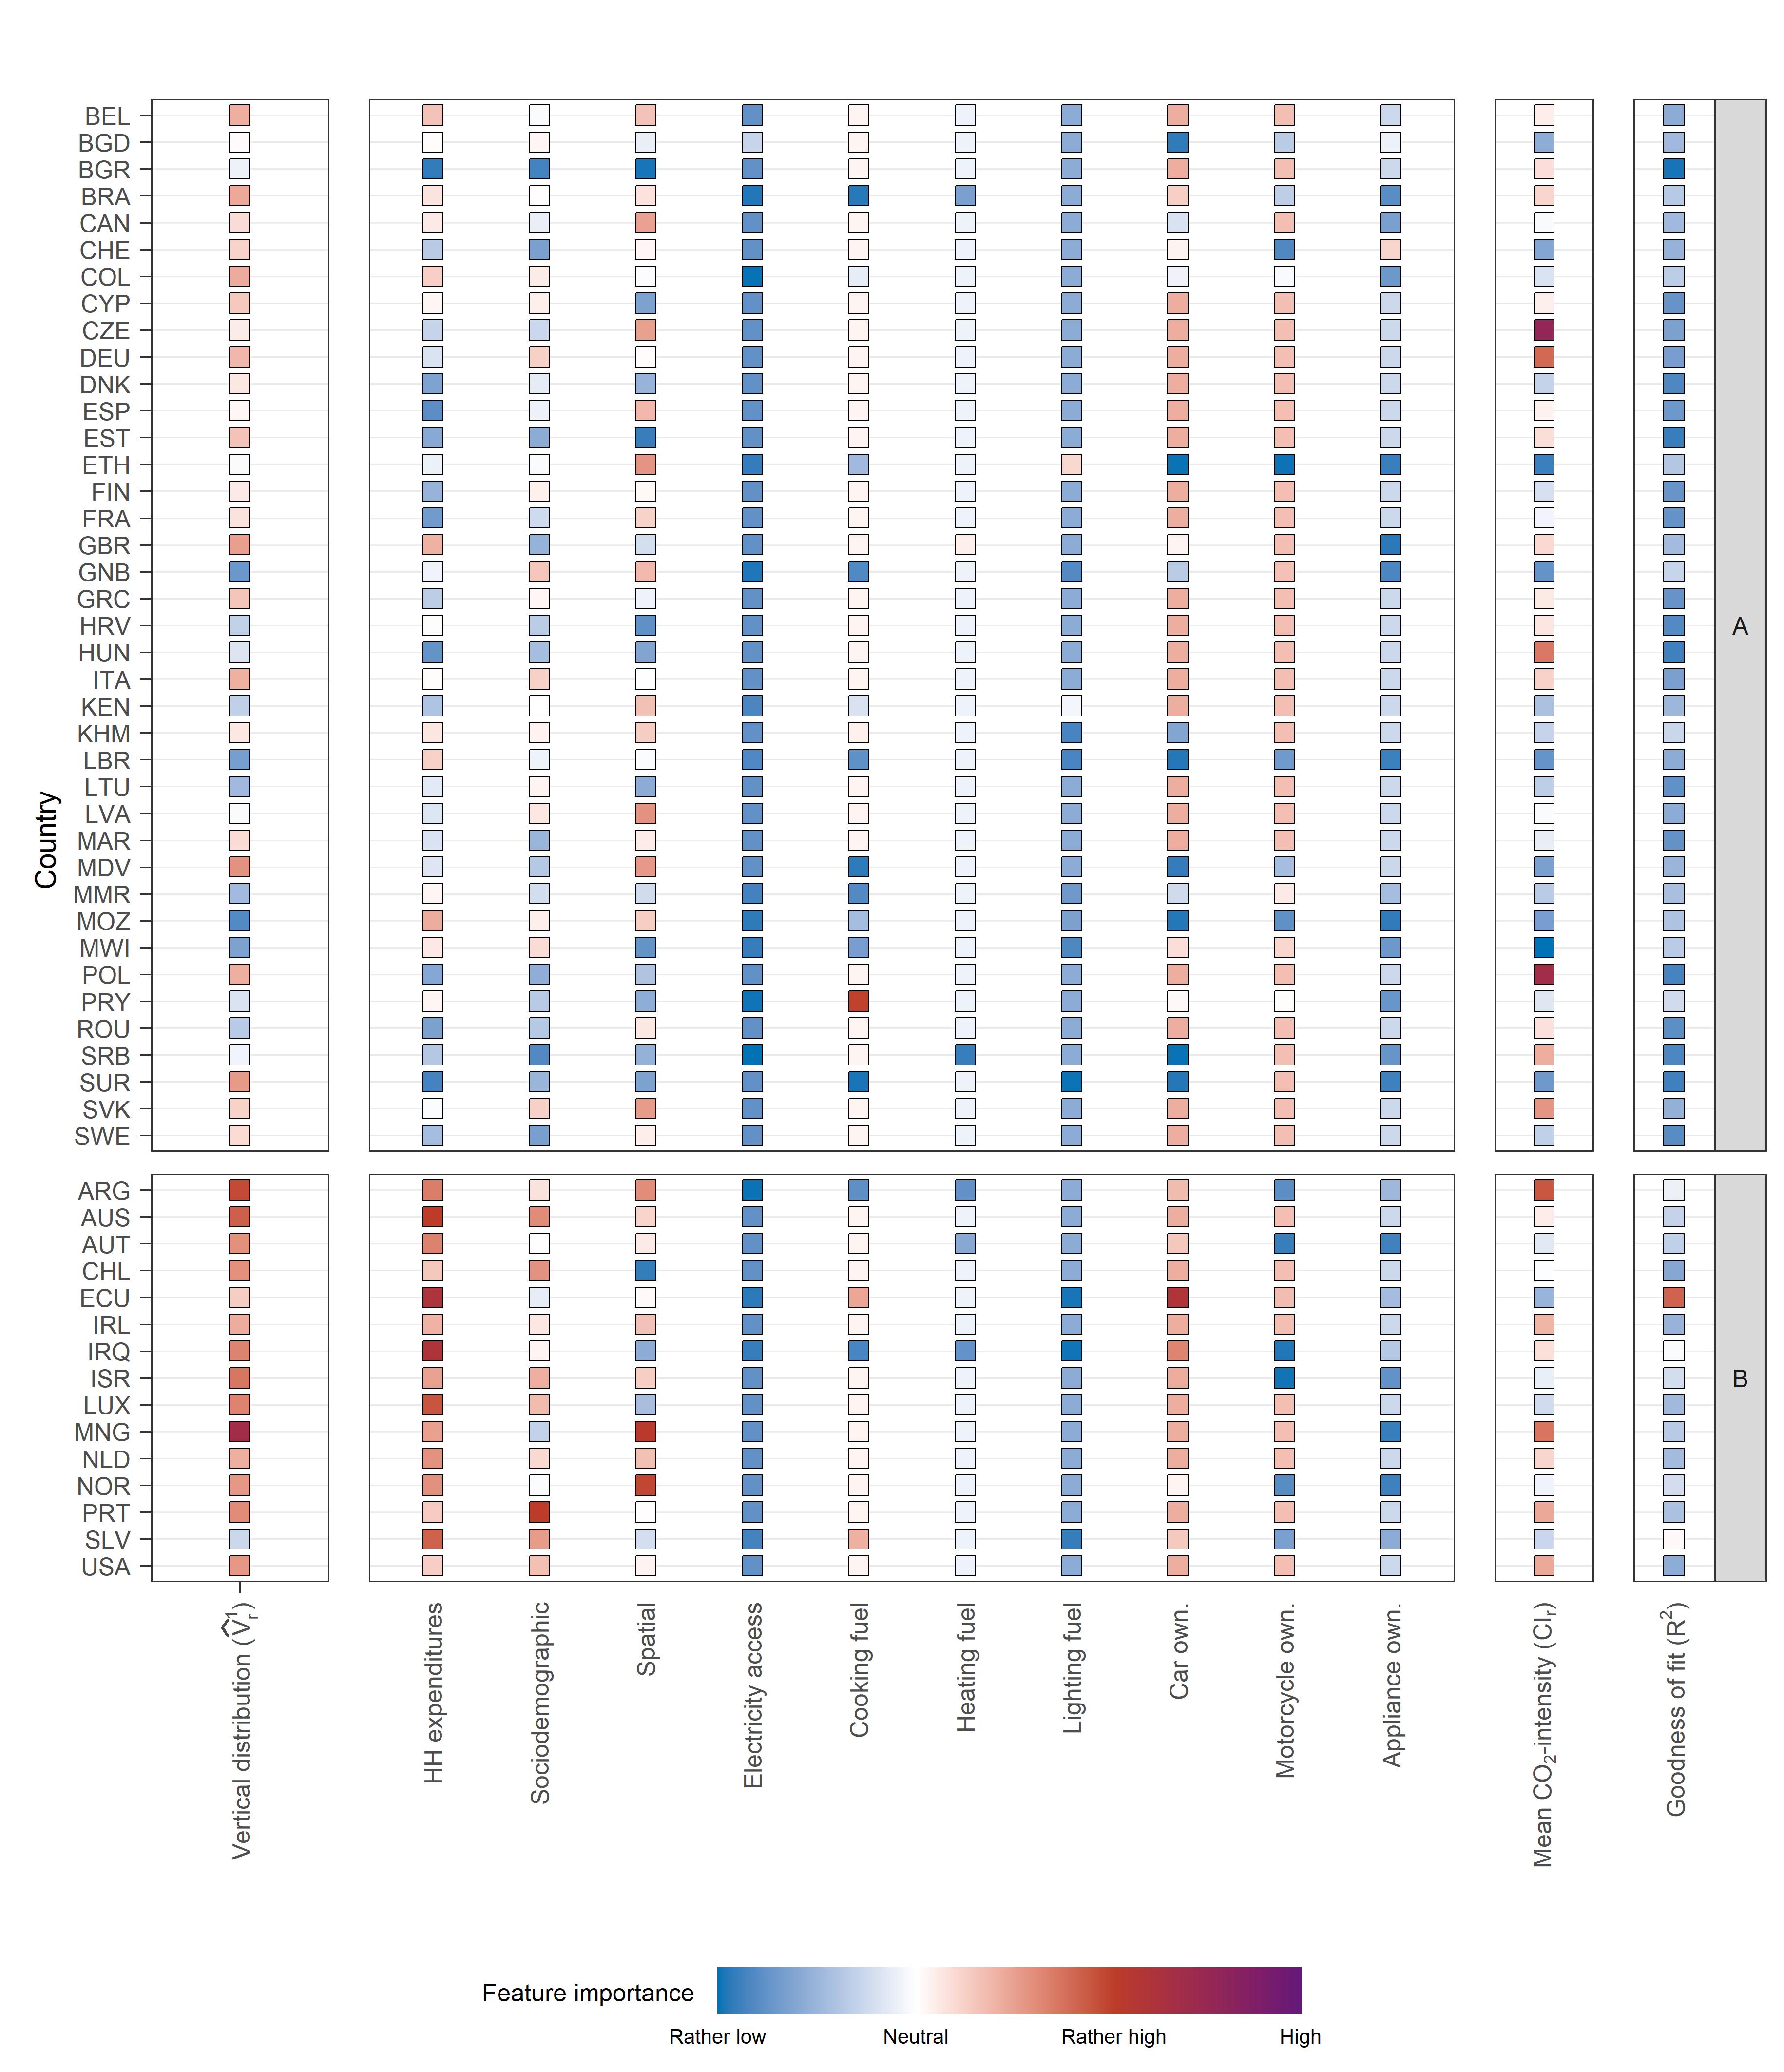 Country
BEL
BGD
BGR
BRA
CAN
CHE
COL
CYP
CZE
DEU
DNK
ESP
EST
ETH
FIN
FRA
GBR
GNB
GRC
HRV
HUN
ITA
KEN
KHM
LBR
LTU
LVA
MAR
MDV
MMR
MOZ
MWI
POL
PRY
ROU
SRB
SUR
SVK
SWE
A
ARG
AUS
AUT
CHL
ECU
IRL
IRQ
ISR
LUX
MNG
NLD
NOR
PRT
SLV
USA
B
Vertical distribution (V̂¹ᵣ)
HH expenditures
Sociodemographic
Spatial
Electricity access
Cooking fuel
Heating fuel
Lighting fuel
Car own.
Motorcycle own.
Appliance own.
Mean CO₂-intensity (CIᵣ)
Goodness of fit (R²)
Feature importance
Rather low
Neutral
Rather high
High